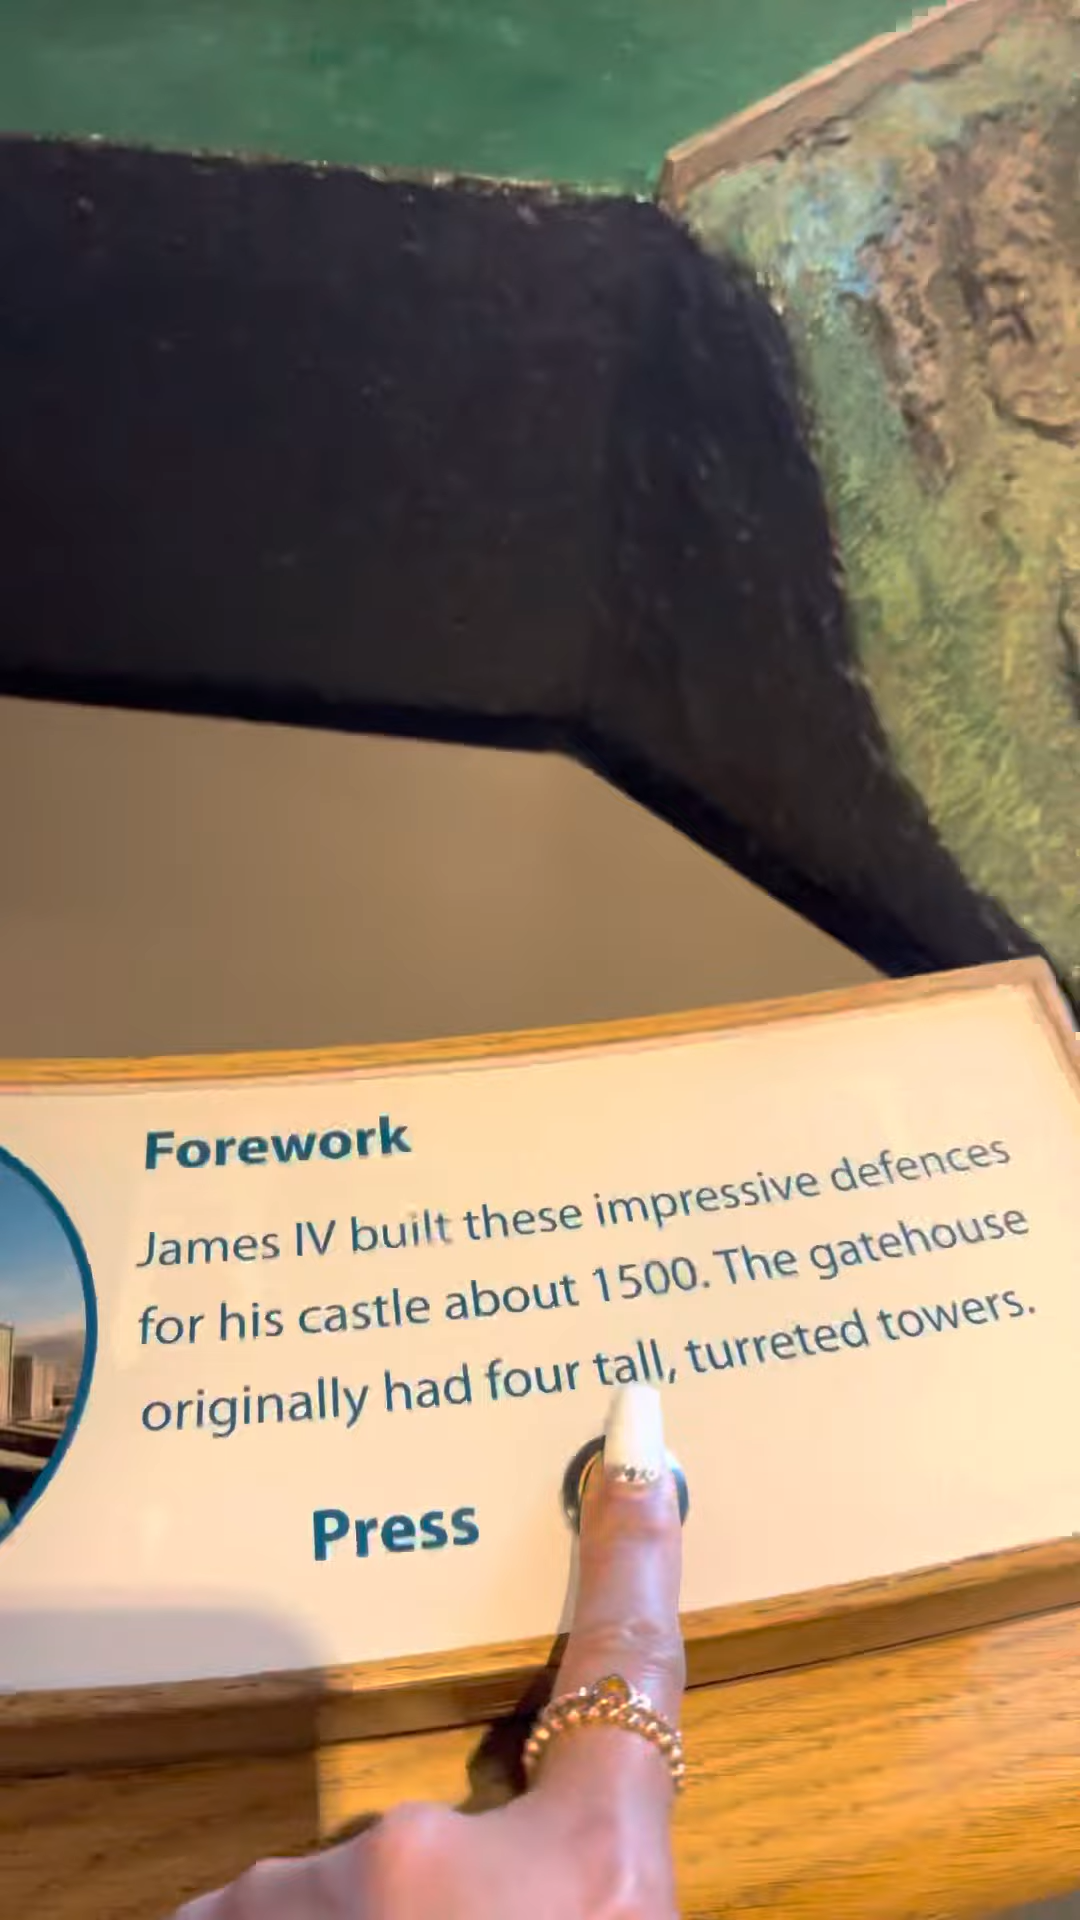 Forework
James IV built these impressive defences
for his castle about 1500. The gatehouse
originally had four tall, turreted towers.
Press